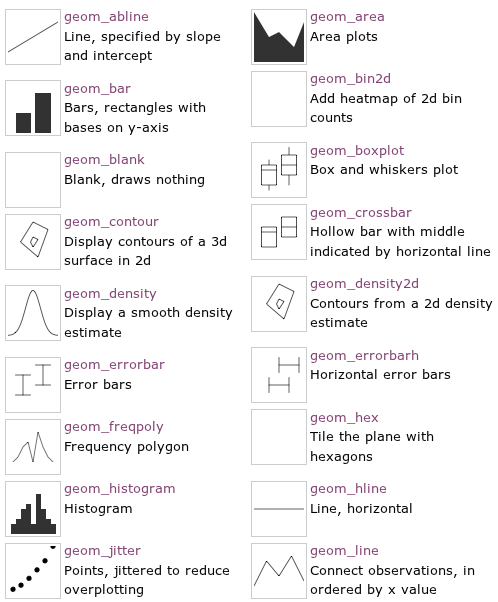 geom_abline
Line, specified by slope
and intercept
geom_bar
Bars, rectangles with
bases on y-axis
geom_blank
Blank, draws nothing
geom_contour
Display contours of a 3d
surface in 2d
geom_density
Display a smooth density
estimate
geom_errorbar
Error bars
geom_freqpoly
Frequency polygon
geom_histogram
Histogram
geom_jitter
Points, jittered to reduce
overplotting
geom_area
Area plots
geom_bin2d
Add heatmap of 2d bin
counts
geom_boxplot
Box and whiskers plot
geom_crossbar
Hollow bar with middle
indicated by horizontal line
geom_density2d
Contours from a 2d density
estimate
geom_errorbarh
Horizontal error bars
geom_hex
Tile the plane with
hexagons
geom_hline
Line, horizontal
geom_line
Connect observations, in
ordered by x value